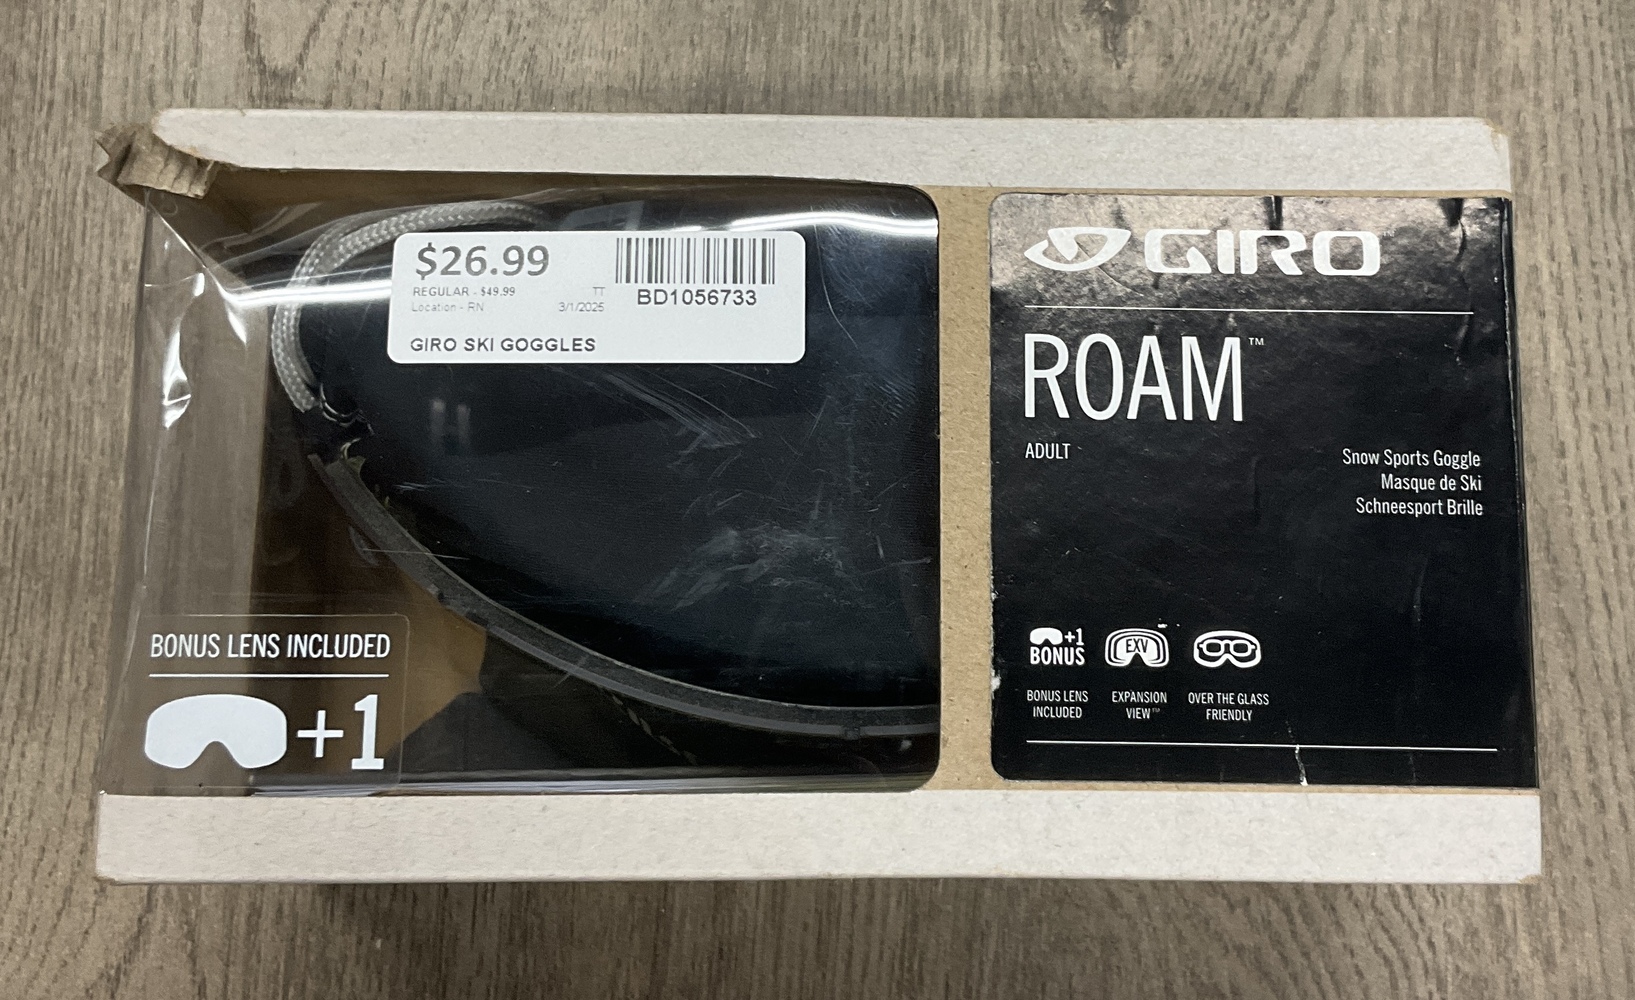 $26.99
REGULAR - $49.99 TT
Location - RN 3/1/2025
BD1056733
GIRO SKI GOGGLES
BONUS LENS INCLUDED
+1
GIRO™
ROAM™
ADULT
Snow Sports Goggle
Masque de Ski
Schneesport Brille
+1
BONUS
BONUS LENS
INCLUDED
EXV
EXPANSION
VIEW™
OVER THE GLASS
FRIENDLY